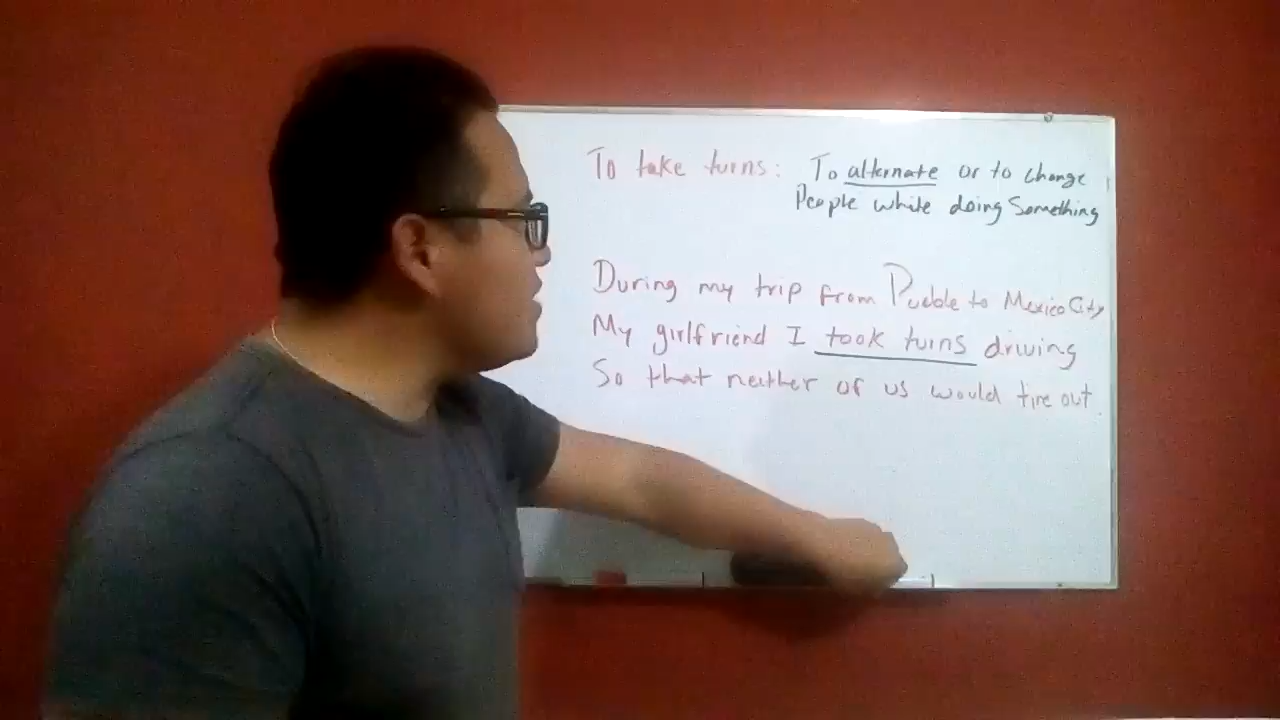 To take turns: To alternate or to change
People while doing Something
During my trip from Pueble to Mexico City
My girlfriend I took turns driving
So that neither of us would tire out.